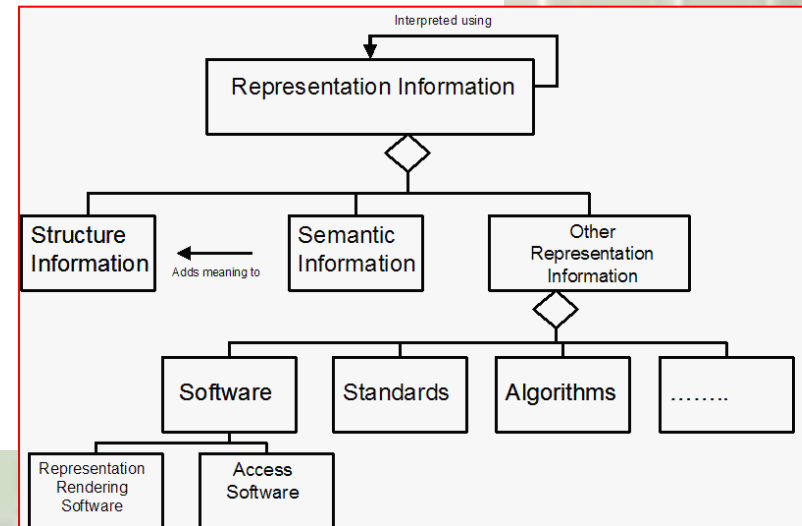 Interpreted using
Representation Information
Structure
Information
Adds meaning to
Semantic
Information
Other
Representation
Information
Software
Standards
Algorithms
........
Representation
Rendering
Software
Access
Software